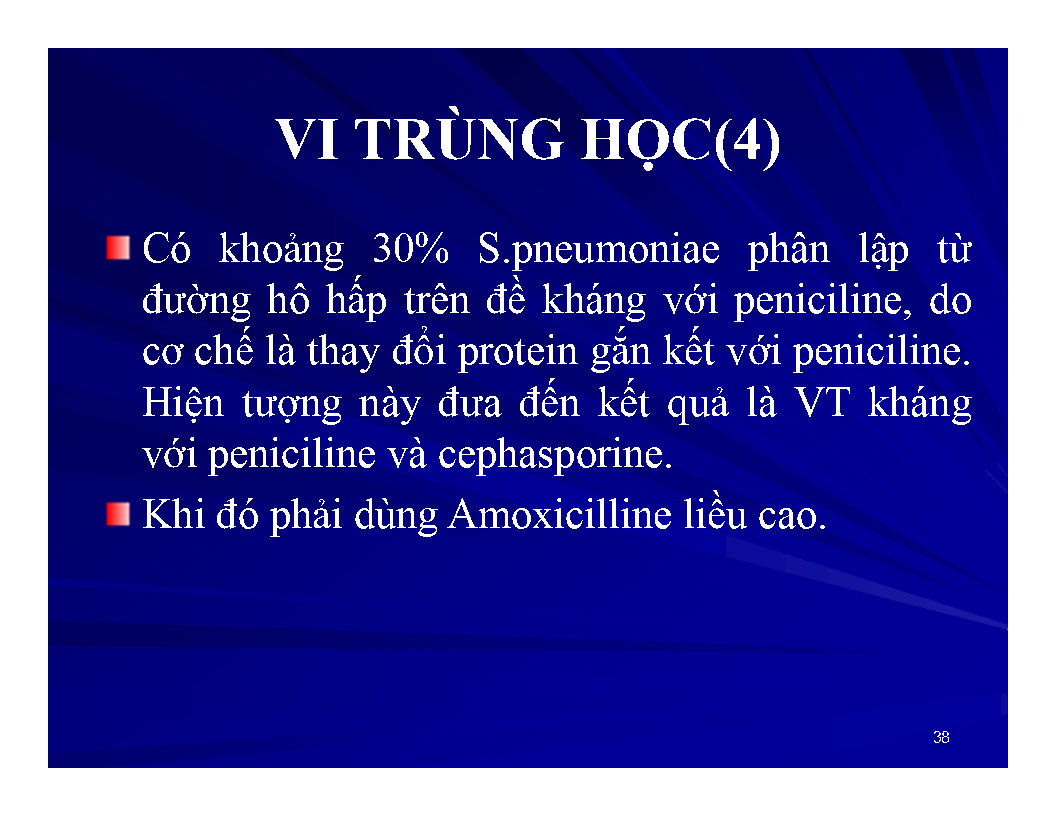 VI TRÙNG HỌC(4)
Có khoảng 30% S.pneumoniae phân lập từ
đường hô hấp trên đề kháng với peniciline, do
cơ chế là thay đổi protein gắn kết với peniciline.
Hiện tượng này đưa đến kết quả là VT kháng
với peniciline và cephasporine.
Khi đó phải dùng Amoxicilline liều cao.
38